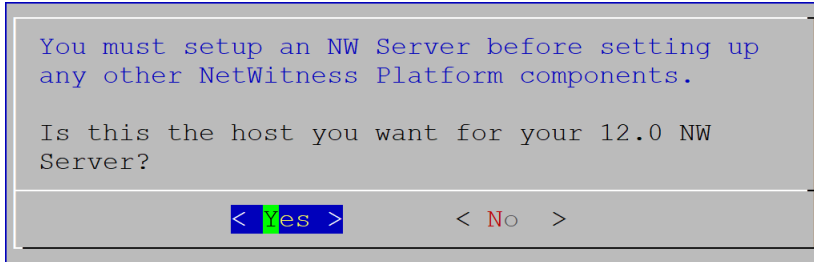 You must setup an NW Server before setting up
any other NetWitness Platform components.
Is this the host you want for your 12.0 NW
Server?
< Yes > < No >